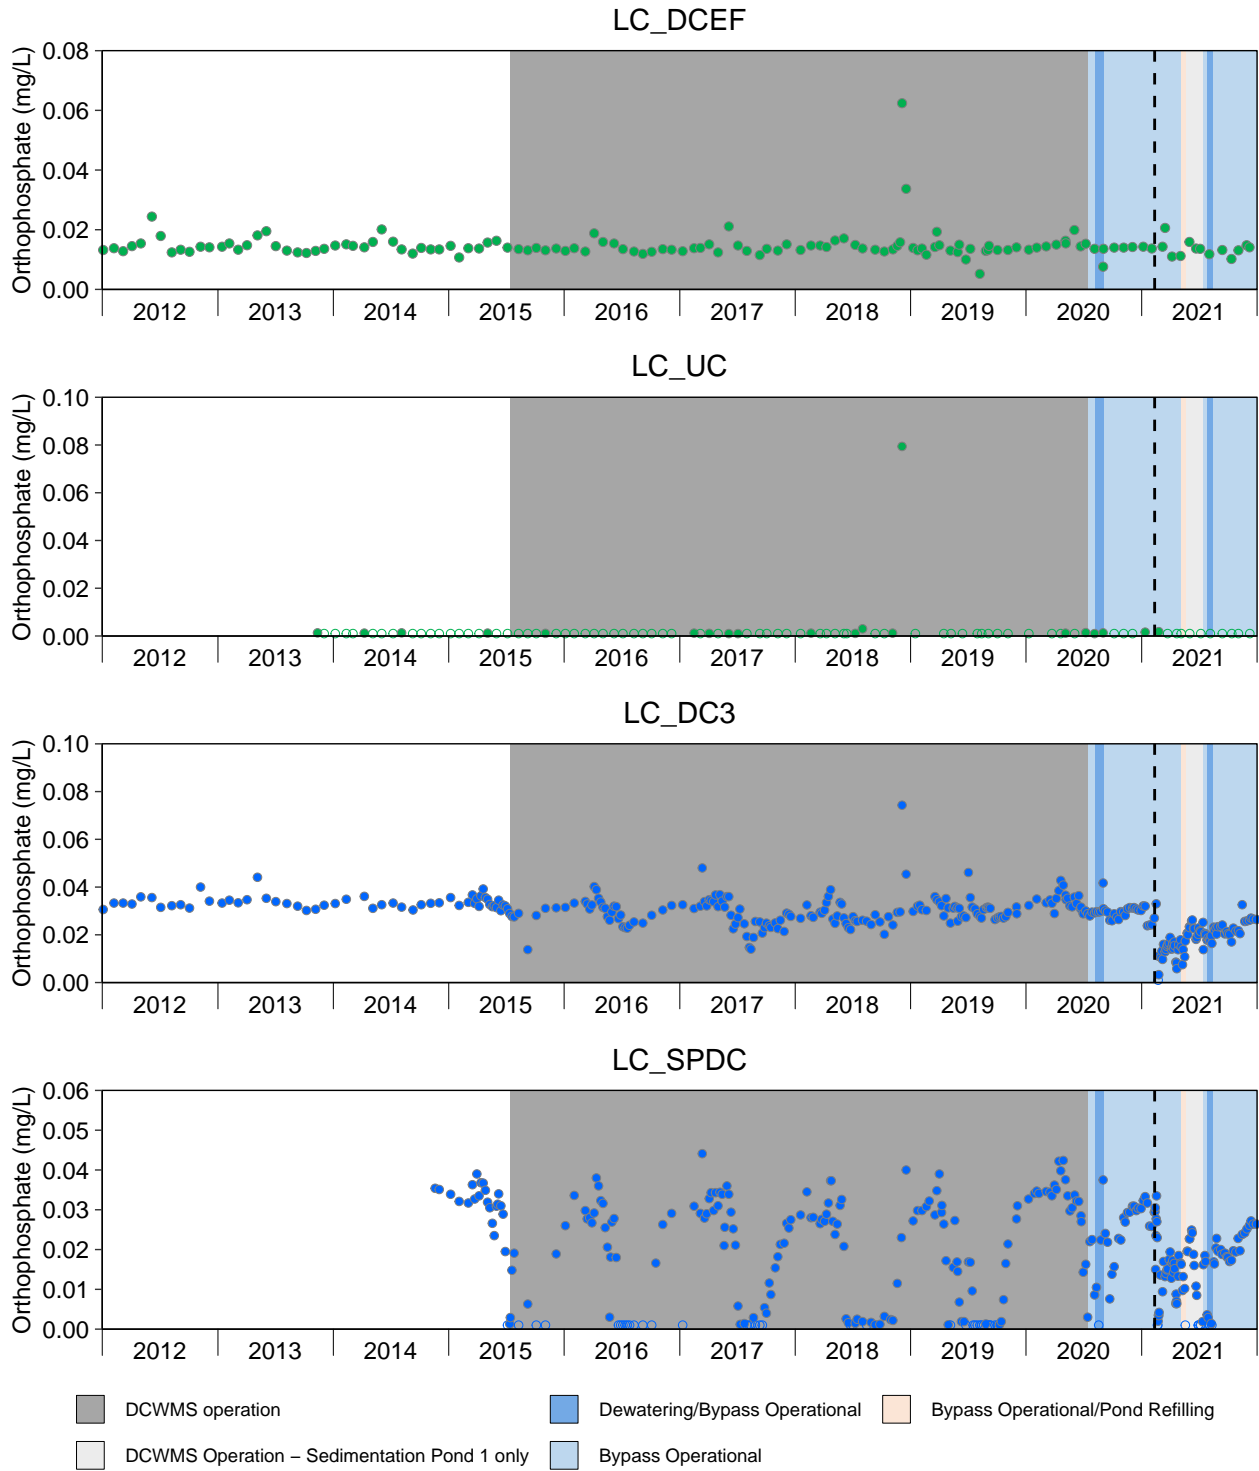 LC_DCEF
Orthophosphate (mg/L)
0.08
0.06
0.04
0.02
0.00
2012 2013 2014 2015 2016 2017 2018 2019 2020 2021
LC_UC
Orthophosphate (mg/L)
0.10
0.08
0.06
0.04
0.02
0.00
2012 2013 2014 2015 2016 2017 2018 2019 2020 2021
LC_DC3
Orthophosphate (mg/L)
0.10
0.08
0.06
0.04
0.02
0.00
2012 2013 2014 2015 2016 2017 2018 2019 2020 2021
LC_SPDC
Orthophosphate (mg/L)
0.06
0.05
0.04
0.03
0.02
0.01
0.00
2012 2013 2014 2015 2016 2017 2018 2019 2020 2021
DCWMS operation
Dewatering/Bypass Operational
Bypass Operational/Pond Refilling
DCWMS Operation – Sedimentation Pond 1 only
Bypass Operational